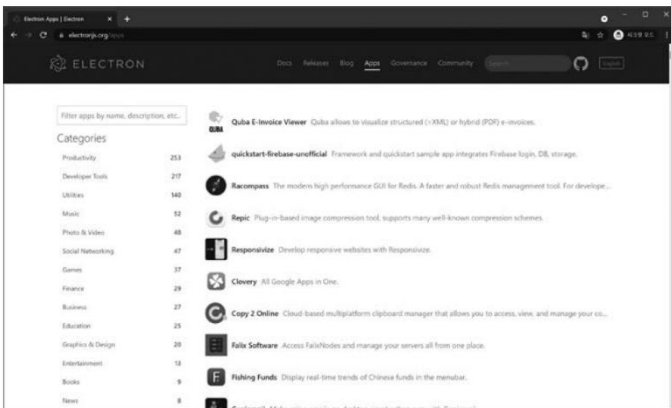 Electron Apps | Electron
electronjs.org/apps
시크릿 모드
ELECTRON
Docs Releases Blog Apps Governance Community Search English
Filter apps by name, description, etc..
Categories
Productivity 253
Developer Tools 217
Utilities 140
Music 52
Photo & Video 48
Social Networking 47
Games 37
Finance 29
Business 27
Education 25
Graphics & Design 20
Entertainment 13
Books 9
News 8
QUBA
Quba E-Invoice Viewer Quba allows to visualize structured (=XML) or hybrid (PDF) e-invoices.
quickstart-firebase-unofficial Framework and quickstart sample app integrates Firebase login, DB, storage.
Racompass The modern high performance GUI for Redis. A faster and robust Redis management tool. For develope...
Repic Plug-in-based image compression tool, supports many well-known compression schemes.
Responsivize Develop responsive websites with Responsivize.
Clovery All Google Apps in One.
Copy 2 Online Cloud-based multiplatform clipboard manager that allows you to access, view, and manage your co...
Falix Software Access FalixNodes and manage your servers all from one place.
Fishing Funds Display real-time trends of Chinese funds in the menubar.